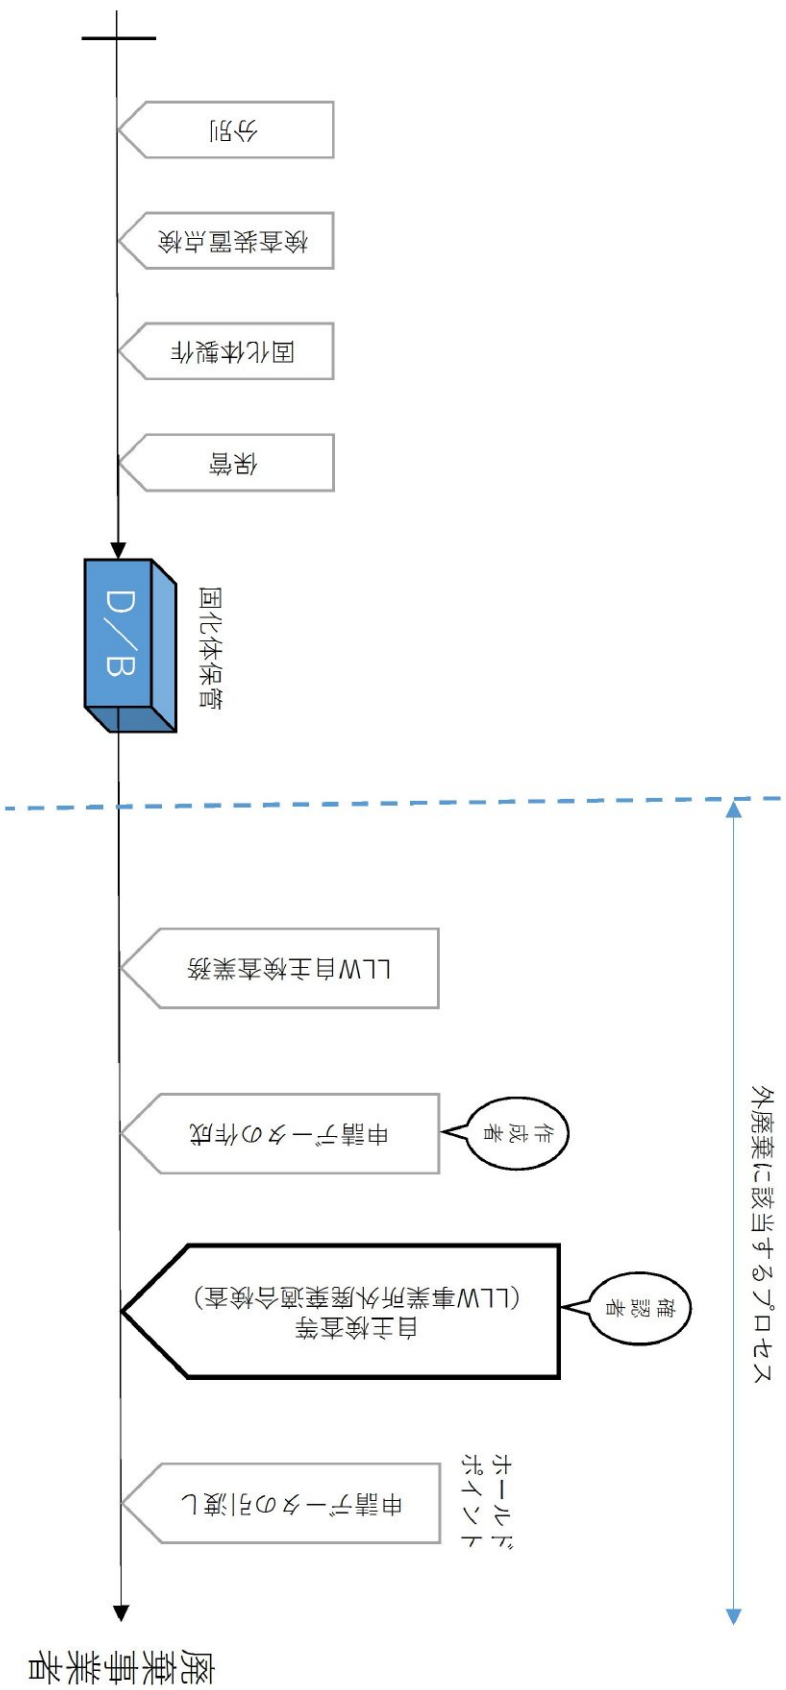 分別
検査装置点検
固化体製作
保管
D/B
固化体保管
LLW自主検査業務
申請データの作成
作成者
自主検査等
（LLW事業所外廃棄適合検査）
確認者
申請データの引渡し
ホールド
ポイント
外廃棄に該当するプロセス
廃棄事業者